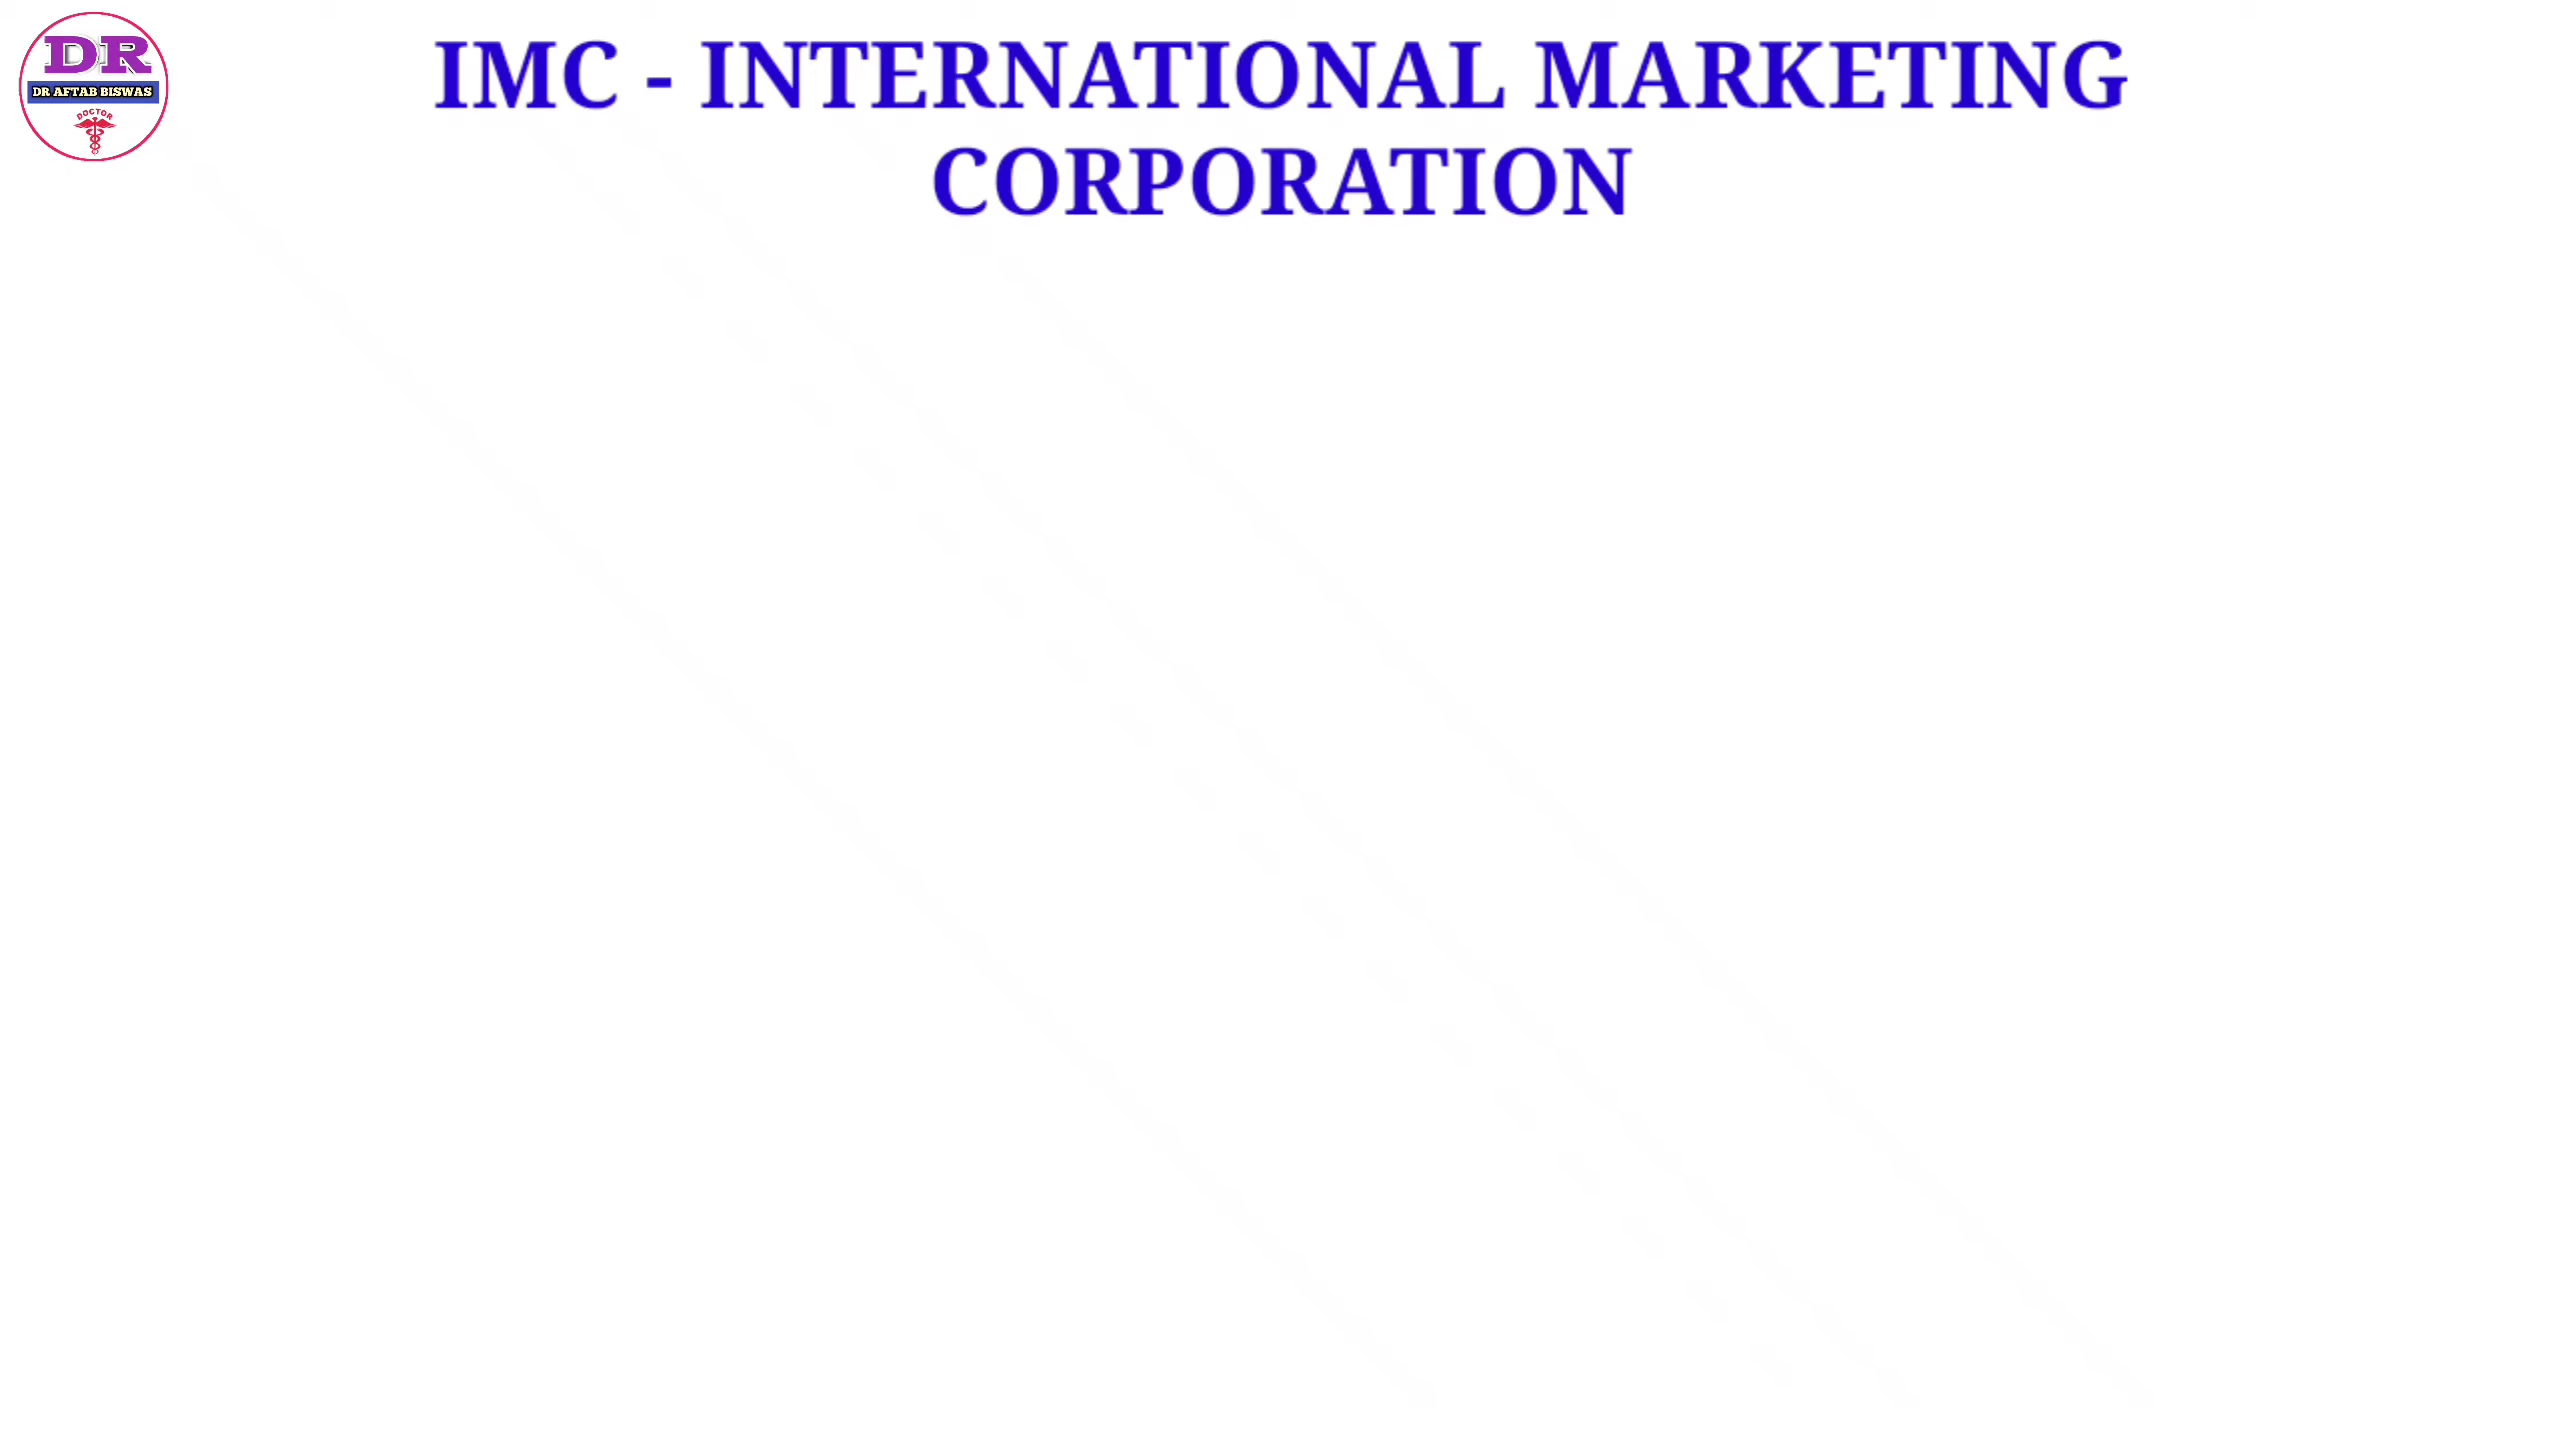 DR
DR AFTAB BISWAS
DOCTOR
IMC - INTERNATIONAL MARKETING
CORPORATION